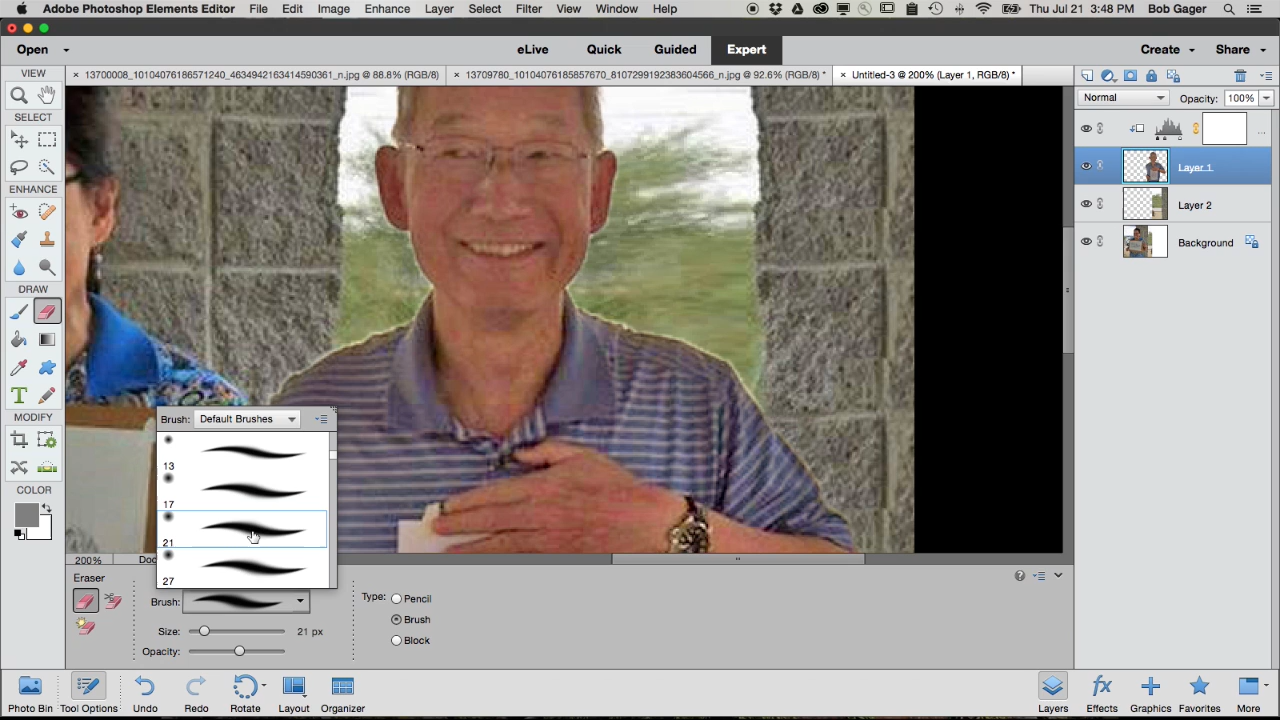 Adobe Photoshop Elements Editor File Edit Image Enhance Layer Select Filter View Window Help Thu Jul 21 3:48 PM Bob Gager
Open eLive Quick Guided Expert Create Share
VIEW
× 13700008_10104076186571240_4634942163414590361_n.jpg @ 88.8% (RGB/8) × 13709780_10104076185857670_8107299192383604566_n.jpg @ 92.6% (RGB/8) * × Untitled-3 @ 200% (Layer 1, RGB/8) *
Normal Opacity: 100%
SELECT
...
Layer 1
ENHANCE
Layer 2
Background
DRAW
MODIFY
Brush: Default Brushes
13
COLOR
17
21
27
200% Doc
Eraser
Brush:
Size: 21 px
Opacity:
Type: Pencil
Brush
Block
Photo Bin Tool Options Undo Redo Rotate Layout Organizer Layers Effects Graphics Favorites More